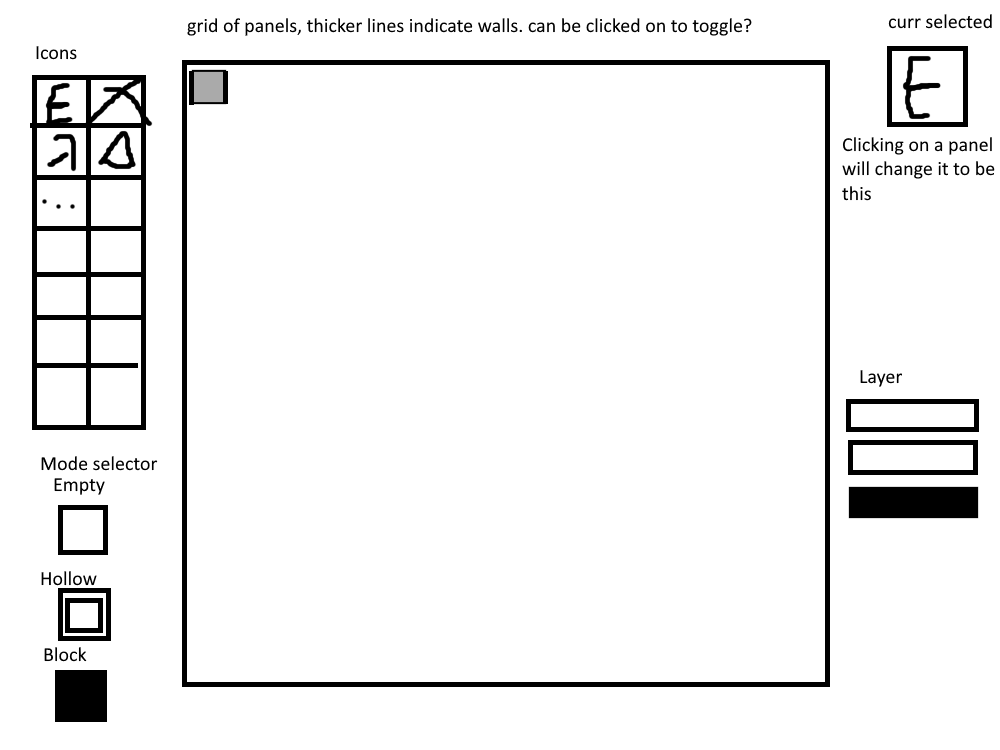 grid of panels, thicker lines indicate walls. can be clicked on to toggle?
curr selected
Icons
E
E
Clicking on a panel
will change it to be
this
...
Layer
Mode selector
Empty
Hollow
Block